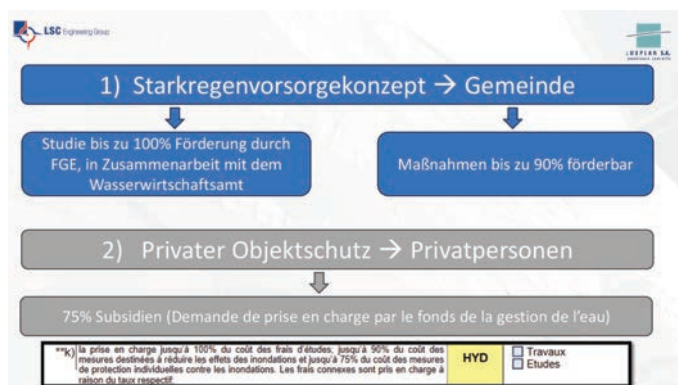 LSC Engineering Group
LUXPLAN S.A.
1) Starkregenvorsorgekonzept → Gemeinde
Studie bis zu 100% Förderung durch
FGE, in Zusammenarbeit mit dem
Wasserwirtschaftsamt
Maßnahmen bis zu 90% förderbar
2) Privater Objektschutz → Privatpersonen
75% Subsidien (Demande de prise en charge par le fonds de la gestion de l'eau)
**k) la prise en charge jusqu'à 100% du coût des frais d'études; jusqu'à 90% du coût des
mesures destinées à réduire les effets des inondations et jusqu'à 75% du coût des mesures
de protection individuelles contre les inondations. Les frais connexes sont pris en charge à
raison du taux respectif;
HYD
Travaux
Etudes